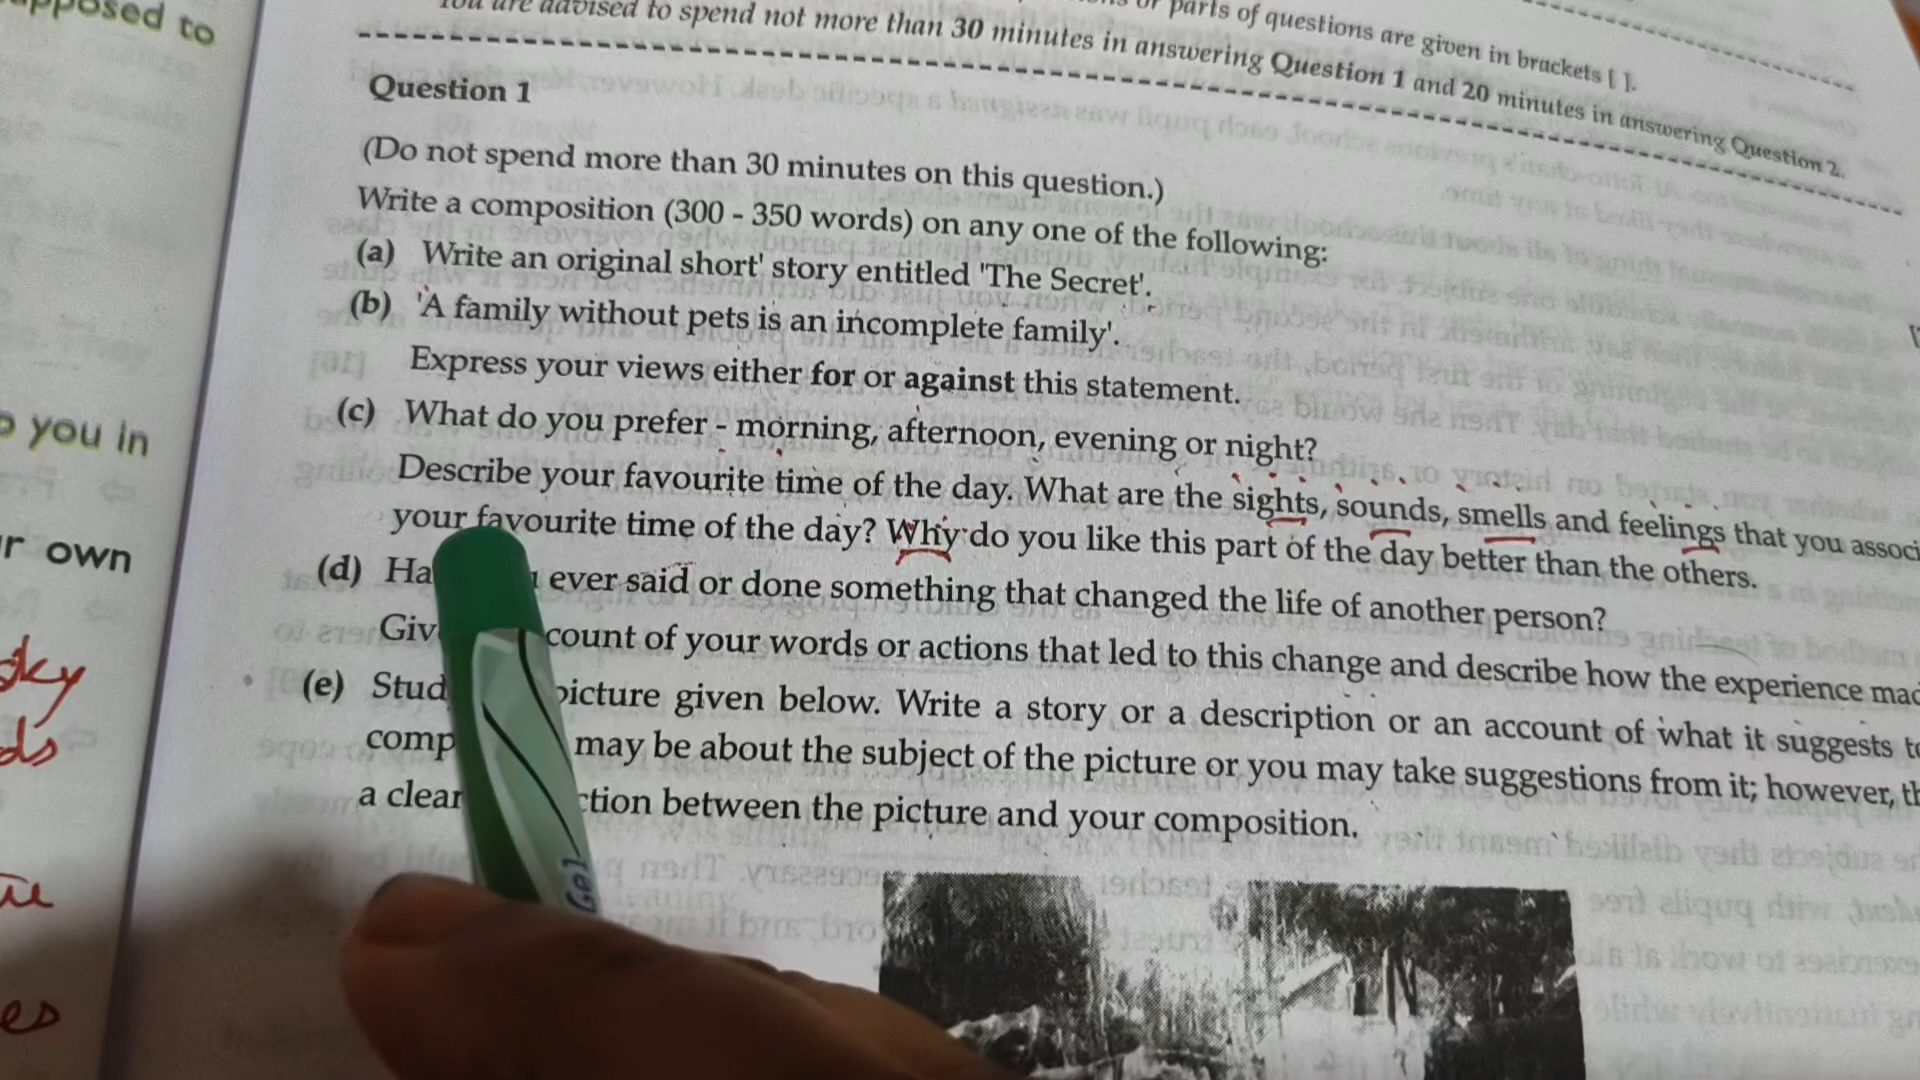 pposed to
you in
r own
sky
ds
es
or parts of questions are given in brackets [ ].
You are advised to spend not more than 30 minutes in answering Question 1 and 20 minutes in answering Question 2.
Question 1
(Do not spend more than 30 minutes on this question.)
Write a composition (300 - 350 words) on any one of the following:
(a) Write an original short' story entitled 'The Secret'.
(b) 'A family without pets is an incomplete family'.
Express your views either for or against this statement.
(c) What do you prefer - morning, afternoon, evening or night?
Describe your favourite time of the day. What are the sights, sounds, smells and feelings that you associ
your favourite time of the day? Why do you like this part of the day better than the others.
(d) Ha ever said or done something that changed the life of another person?
Giv count of your words or actions that led to this change and describe how the experience mad
(e) Stud picture given below. Write a story or a description or an account of what it suggests to
comp may be about the subject of the picture or you may take suggestions from it; however, th
a clear ction between the picture and your composition.
Gel